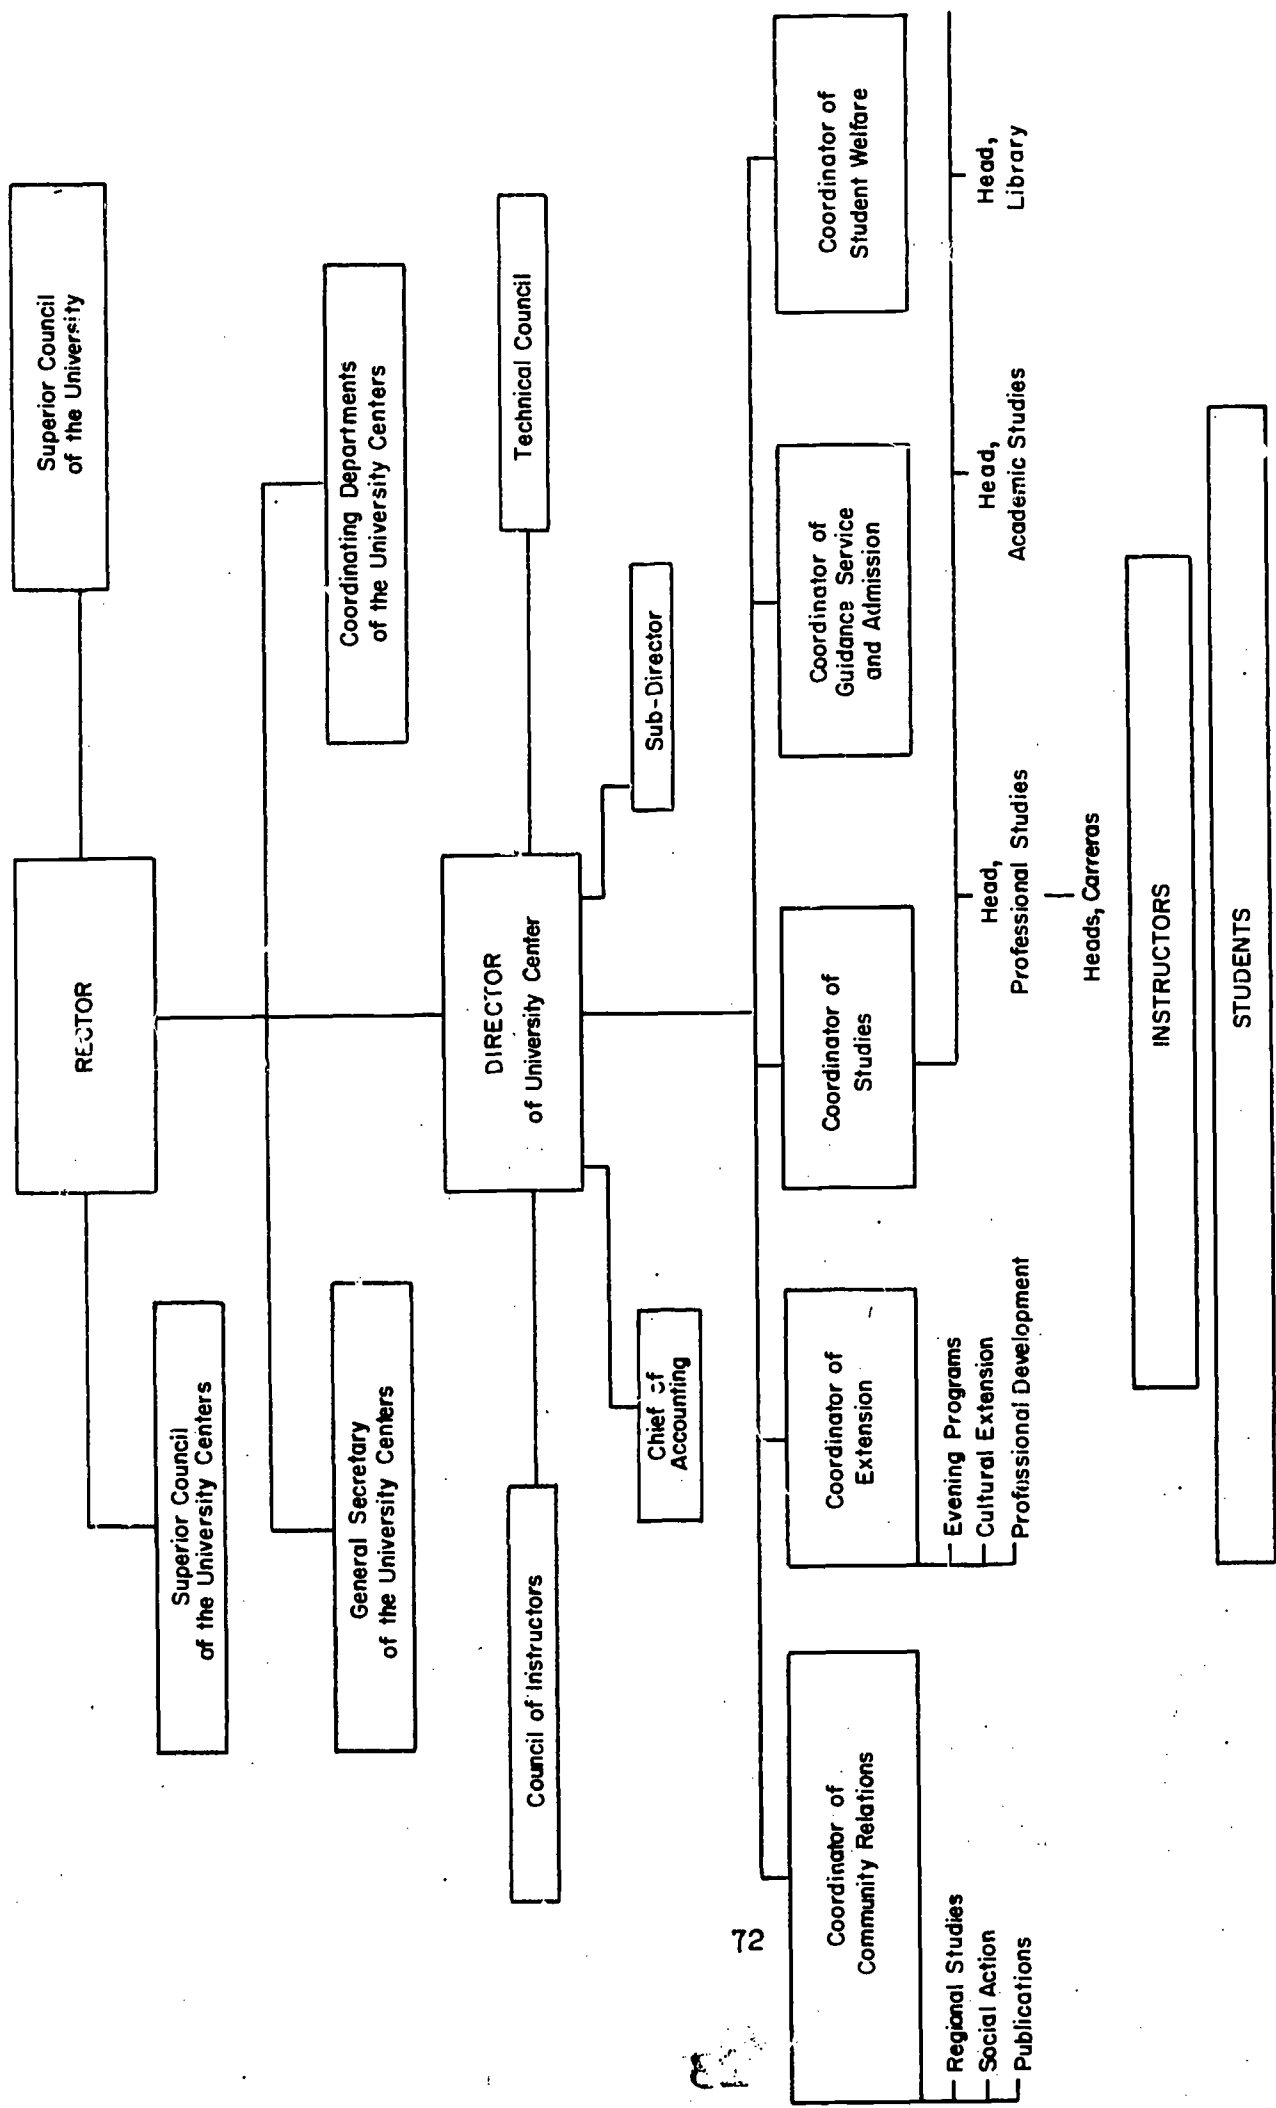 RECTOR
Superior Council
of the University
Superior Council
of the University Centers
General Secretary
of the University Centers
Coordinating Departments
of the University Centers
DIRECTOR
of University Center
Council of Instructors
Technical Council
Chief of
Accounting
Sub-Director
Coordinator of
Community Relations
Regional Studies
Social Action
Publications
Coordinator of
Extension
Evening Programs
Cultural Extension
Professional Development
Coordinator of
Studies
Coordinator of
Guidance Service
and Admission
Coordinator of
Student Welfare
Head,
Professional Studies
Heads, Carreras
Head,
Academic Studies
Head,
Library
INSTRUCTORS
STUDENTS
72